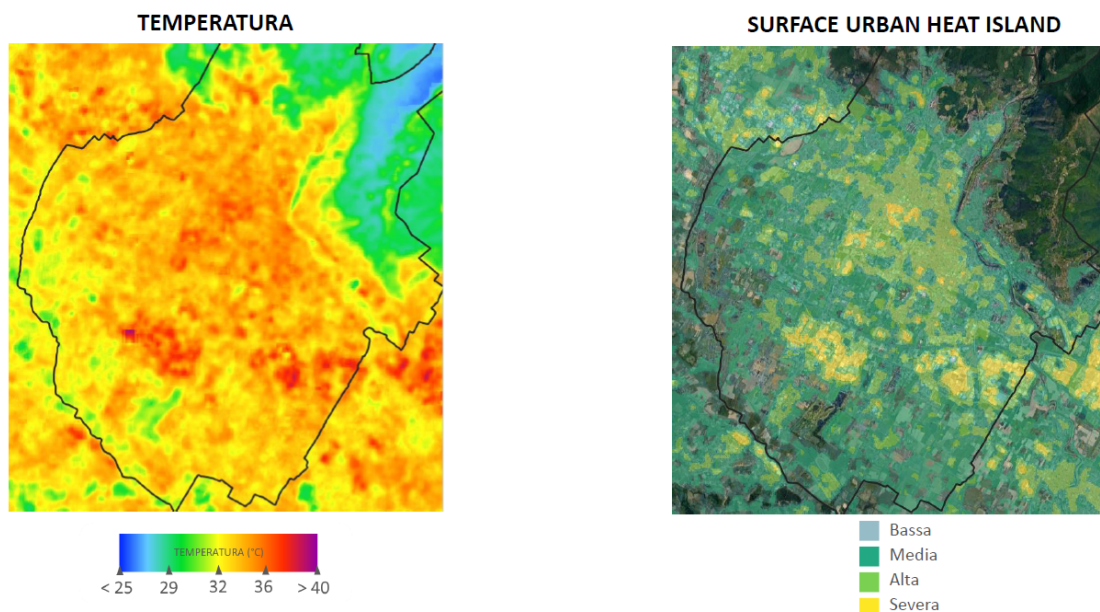 TEMPERATURA
SURFACE URBAN HEAT ISLAND
TEMPERATURA (°C)
< 25 29 32 36 > 40
Bassa
Media
Alta
Severa